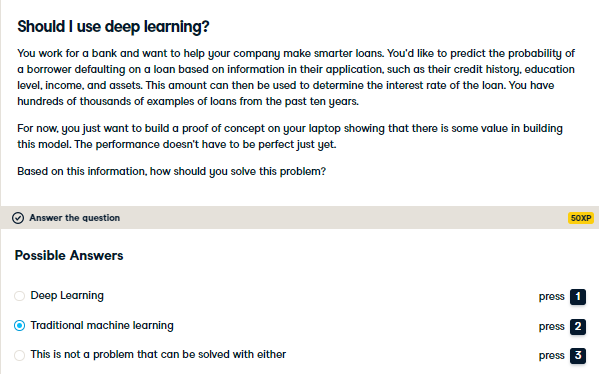 Should I use deep learning?
You work for a bank and want to help your company make smarter loans. You'd like to predict the probability of
a borrower defaulting on a loan based on information in their application, such as their credit history, education
level, income, and assets. This amount can then be used to determine the interest rate of the loan. You have
hundreds of thousands of examples of loans from the past ten years.
For now, you just want to build a proof of concept on your laptop showing that there is some value in building
this model. The performance doesn't have to be perfect just yet.
Based on this information, how should you solve this problem?
Answer the question 50XP
Possible Answers
Deep Learning press 1
Traditional machine learning press 2
This is not a problem that can be solved with either press 3